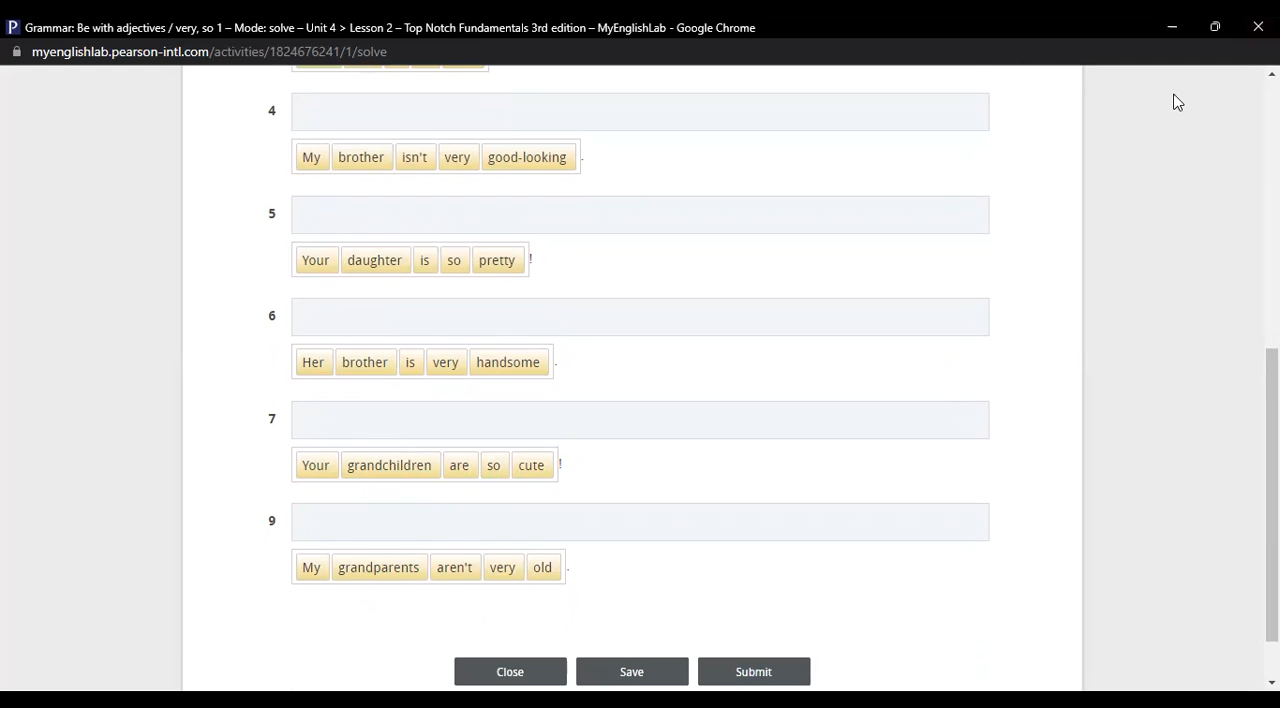 P Grammar: Be with adjectives / very, so 1 – Mode: solve – Unit 4 > Lesson 2 – Top Notch Fundamentals 3rd edition – MyEnglishLab - Google Chrome
myenglishlab.pearson-intl.com/activities/1824676241/1/solve
4
My brother isn't very good-looking .
5
Your daughter is so pretty !
6
Her brother is very handsome .
7
Your grandchildren are so cute !
9
My grandparents aren't very old .
Close Save Submit